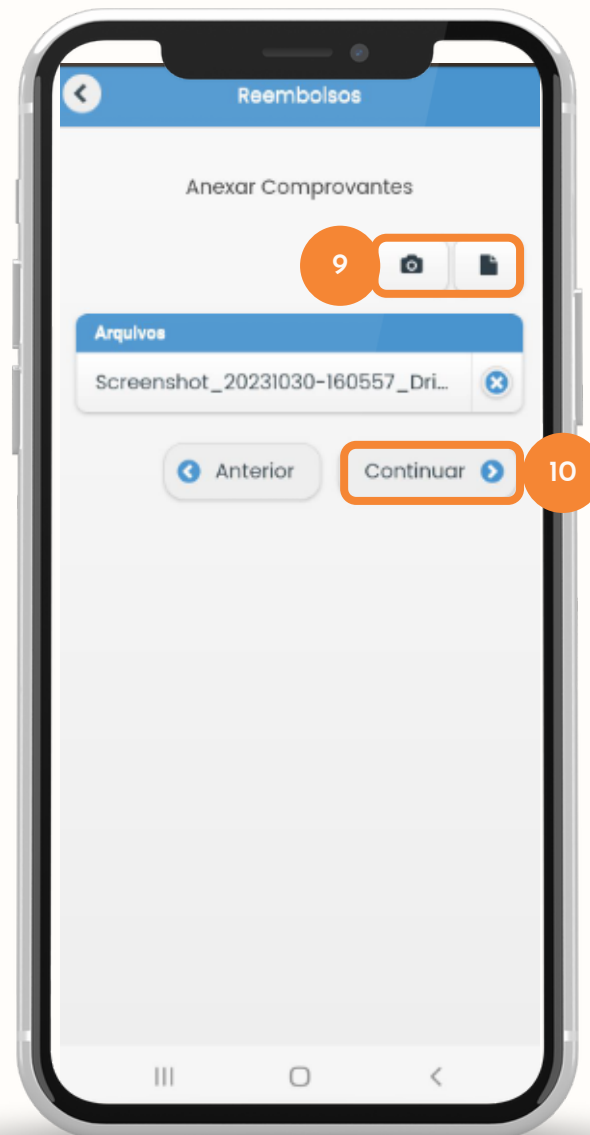 Reembolsos
Anexar Comprovantes
9
Arquivos
Screenshot_20231030-160557_Dri...
Anterior
Continuar
10